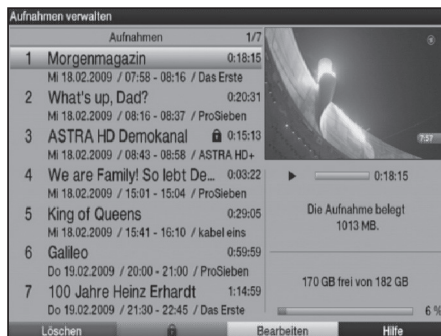 Aufnahmen verwalten
Aufnahmen 1/7
1 Morgenmagazin 0:18:15
Mi 18.02.2009 / 07:58 - 08:16 / Das Erste
2 What's up, Dad? 0:20:31
Mi 18.02.2009 / 08:16 - 08:37 / ProSieben
3 ASTRA HD Demokanal 0:15:13
Mi 18.02.2009 / 08:43 - 08:58 / ASTRA HD+
4 We are Family! So lebt De... 0:03:22
Mi 18.02.2009 / 15:01 - 15:04 / ProSieben
5 King of Queens 0:29:05
Mi 18.02.2009 / 15:41 - 16:10 / kabel eins
6 Galileo 0:59:59
Do 19.02.2009 / 20:00 - 21:00 / ProSieben
7 100 Jahre Heinz Erhardt 1:14:59
Do 19.02.2009 / 21:30 - 22:45 / Das Erste
7:57
0:18:15
Die Aufnahme belegt
1013 MB.
170 GB frei von 182 GB
6 %
Löschen Bearbeiten Hilfe